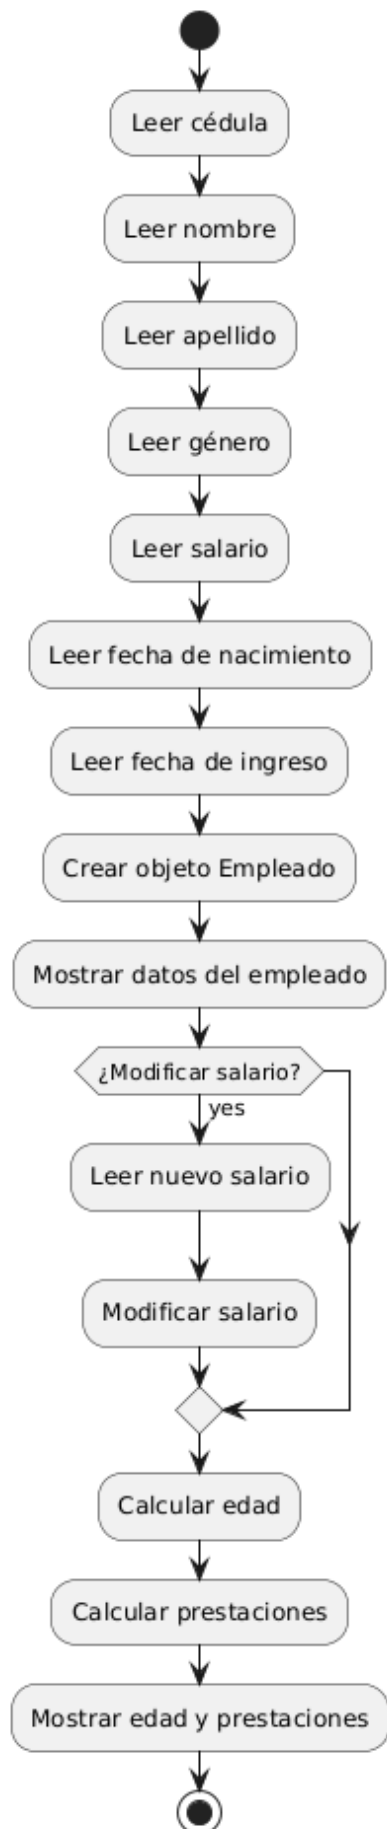 Leer cédula
Leer nombre
Leer apellido
Leer género
Leer salario
Leer fecha de nacimiento
Leer fecha de ingreso
Crear objeto Empleado
Mostrar datos del empleado
¿Modificar salario?
yes
Leer nuevo salario
Modificar salario
Calcular edad
Calcular prestaciones
Mostrar edad y prestaciones